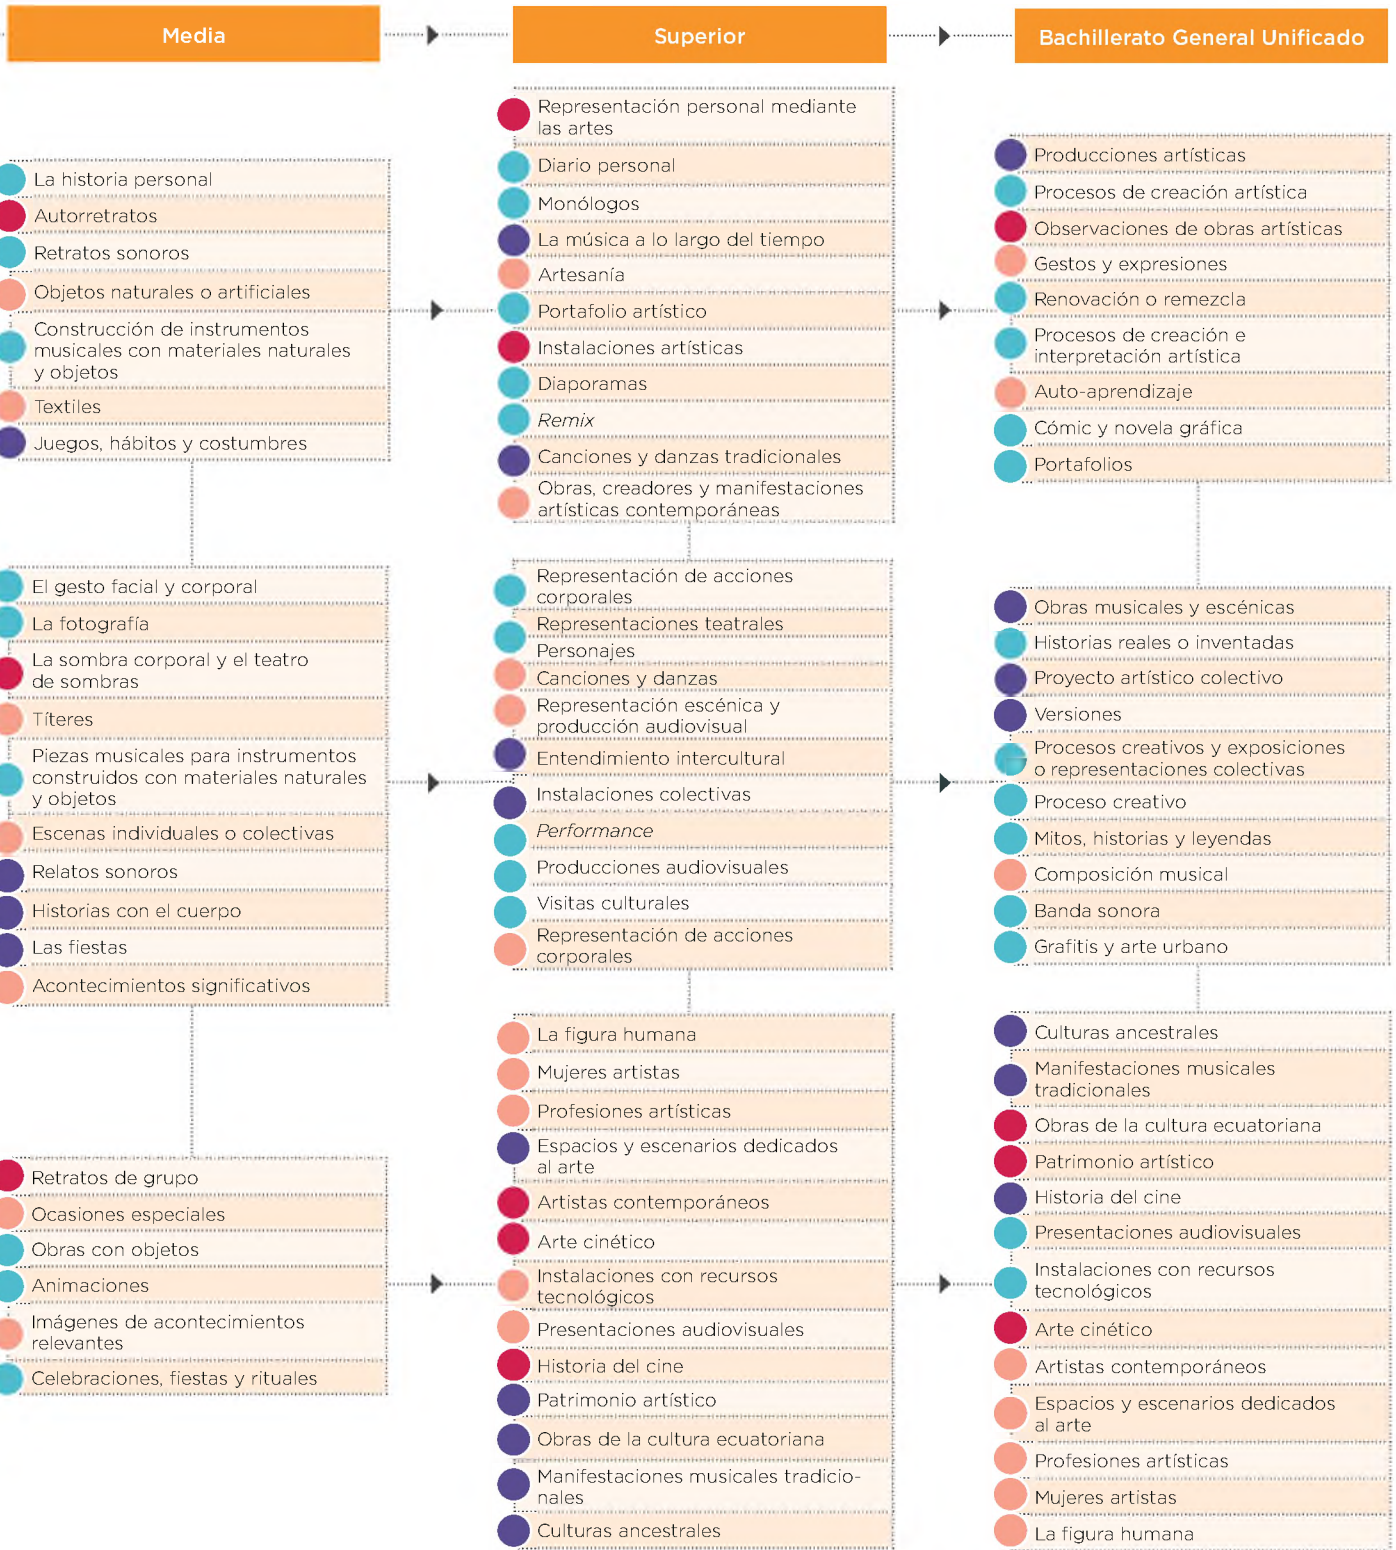 Media
Superior
Bachillerato General Unificado
La historia personal
Autorretratos
Retratos sonoros
Objetos naturales o artificiales
Construcción de instrumentos
musicales con materiales naturales
y objetos
Textiles
Juegos, hábitos y costumbres
El gesto facial y corporal
La fotografía
La sombra corporal y el teatro
de sombras
Títeres
Piezas musicales para instrumentos
construidos con materiales naturales
y objetos
Escenas individuales o colectivas
Relatos sonoros
Historias con el cuerpo
Las fiestas
Acontecimientos significativos
Retratos de grupo
Ocasiones especiales
Obras con objetos
Animaciones
Imágenes de acontecimientos
relevantes
Celebraciones, fiestas y rituales
Representación personal mediante
las artes
Diario personal
Monólogos
La música a lo largo del tiempo
Artesanía
Portafolio artístico
Instalaciones artísticas
Diaporamas
Remix
Canciones y danzas tradicionales
Obras, creadores y manifestaciones
artísticas contemporáneas
Representación de acciones
corporales
Representaciones teatrales
Personajes
Canciones y danzas
Representación escénica y
producción audiovisual
Entendimiento intercultural
Instalaciones colectivas
Performance
Producciones audiovisuales
Visitas culturales
Representación de acciones
corporales
La figura humana
Mujeres artistas
Profesiones artísticas
Espacios y escenarios dedicados
al arte
Artistas contemporáneos
Arte cinético
Instalaciones con recursos
tecnológicos
Presentaciones audiovisuales
Historia del cine
Patrimonio artístico
Obras de la cultura ecuatoriana
Manifestaciones musicales tradicio-
nales
Culturas ancestrales
Producciones artísticas
Procesos de creación artística
Observaciones de obras artísticas
Gestos y expresiones
Renovación o remezcla
Procesos de creación e
interpretación artística
Auto-aprendizaje
Cómic y novela gráfica
Portafolios
Obras musicales y escénicas
Historias reales o inventadas
Proyecto artístico colectivo
Versiones
Procesos creativos y exposiciones
o representaciones colectivas
Proceso creativo
Mitos, historias y leyendas
Composición musical
Banda sonora
Grafitis y arte urbano
Culturas ancestrales
Manifestaciones musicales
tradicionales
Obras de la cultura ecuatoriana
Patrimonio artístico
Historia del cine
Presentaciones audiovisuales
Instalaciones con recursos
tecnológicos
Arte cinético
Artistas contemporáneos
Espacios y escenarios dedicados
al arte
Profesiones artísticas
Mujeres artistas
La figura humana